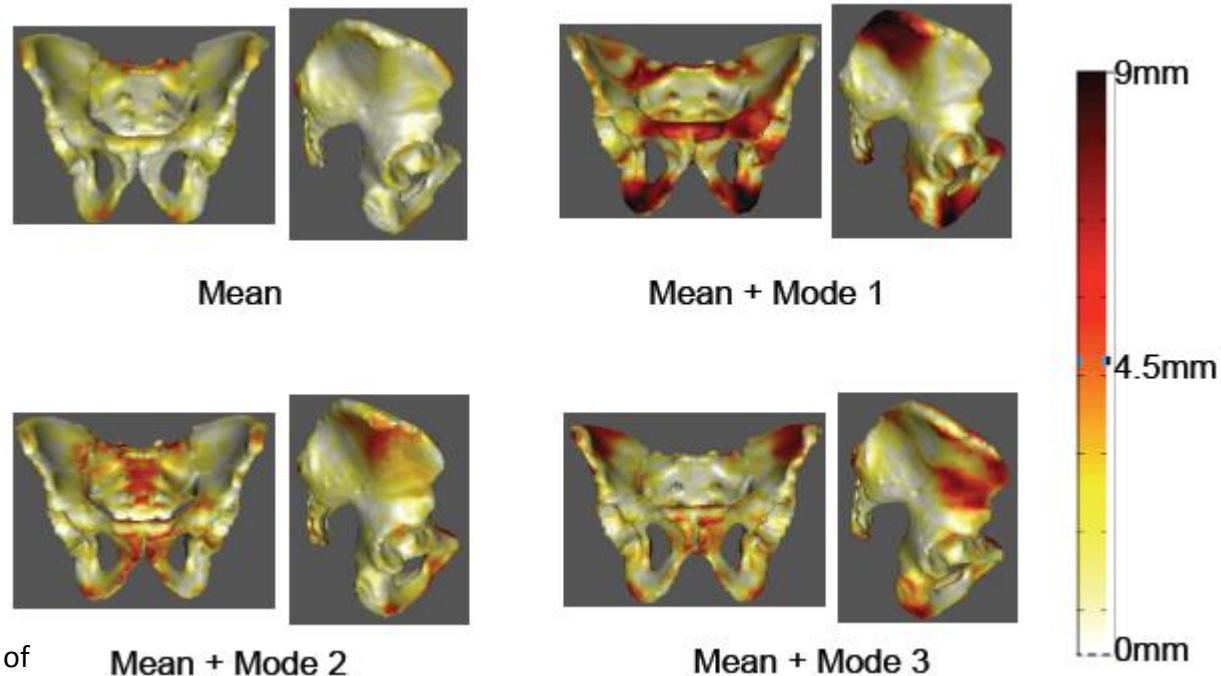 9mm
Mean
Mean + Mode 1
4.5mm
of
Mean + Mode 2
Mean + Mode 3
0mm